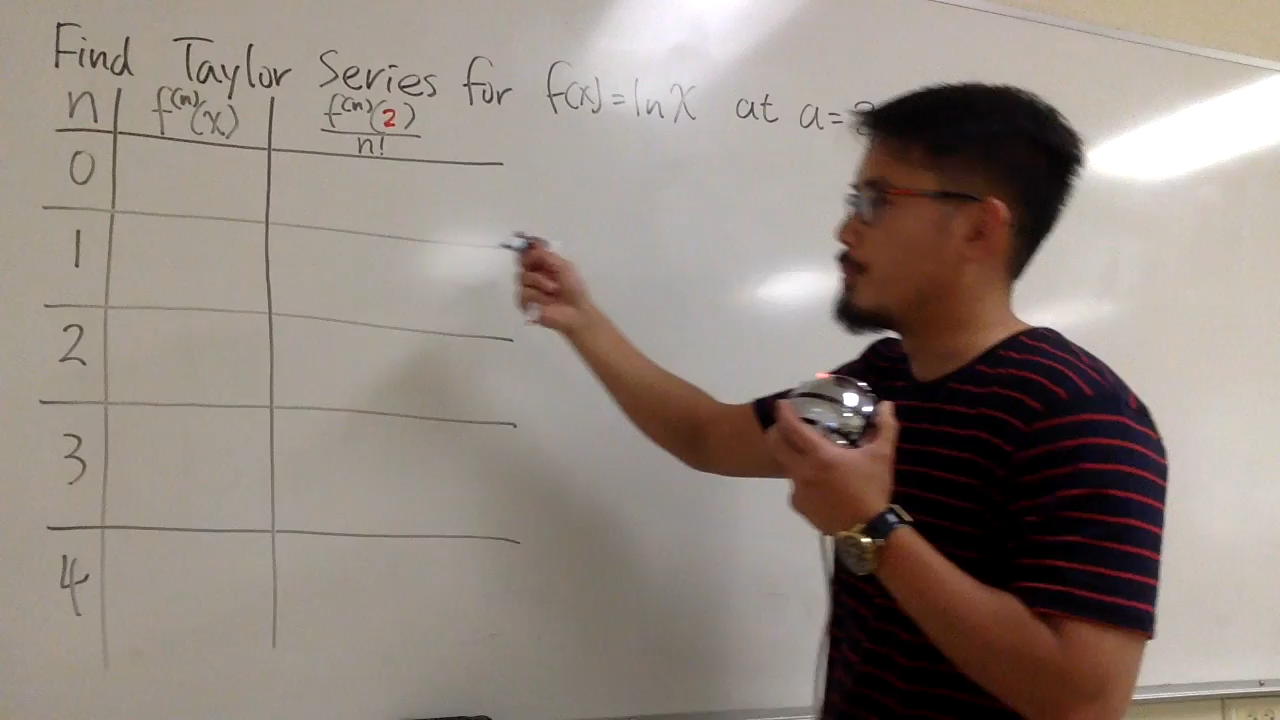 Find Taylor Series for f(x)=ln x at a=
n f⁽ⁿ⁾(x) f⁽ⁿ⁾(2)/n!
0
1
2
3
4